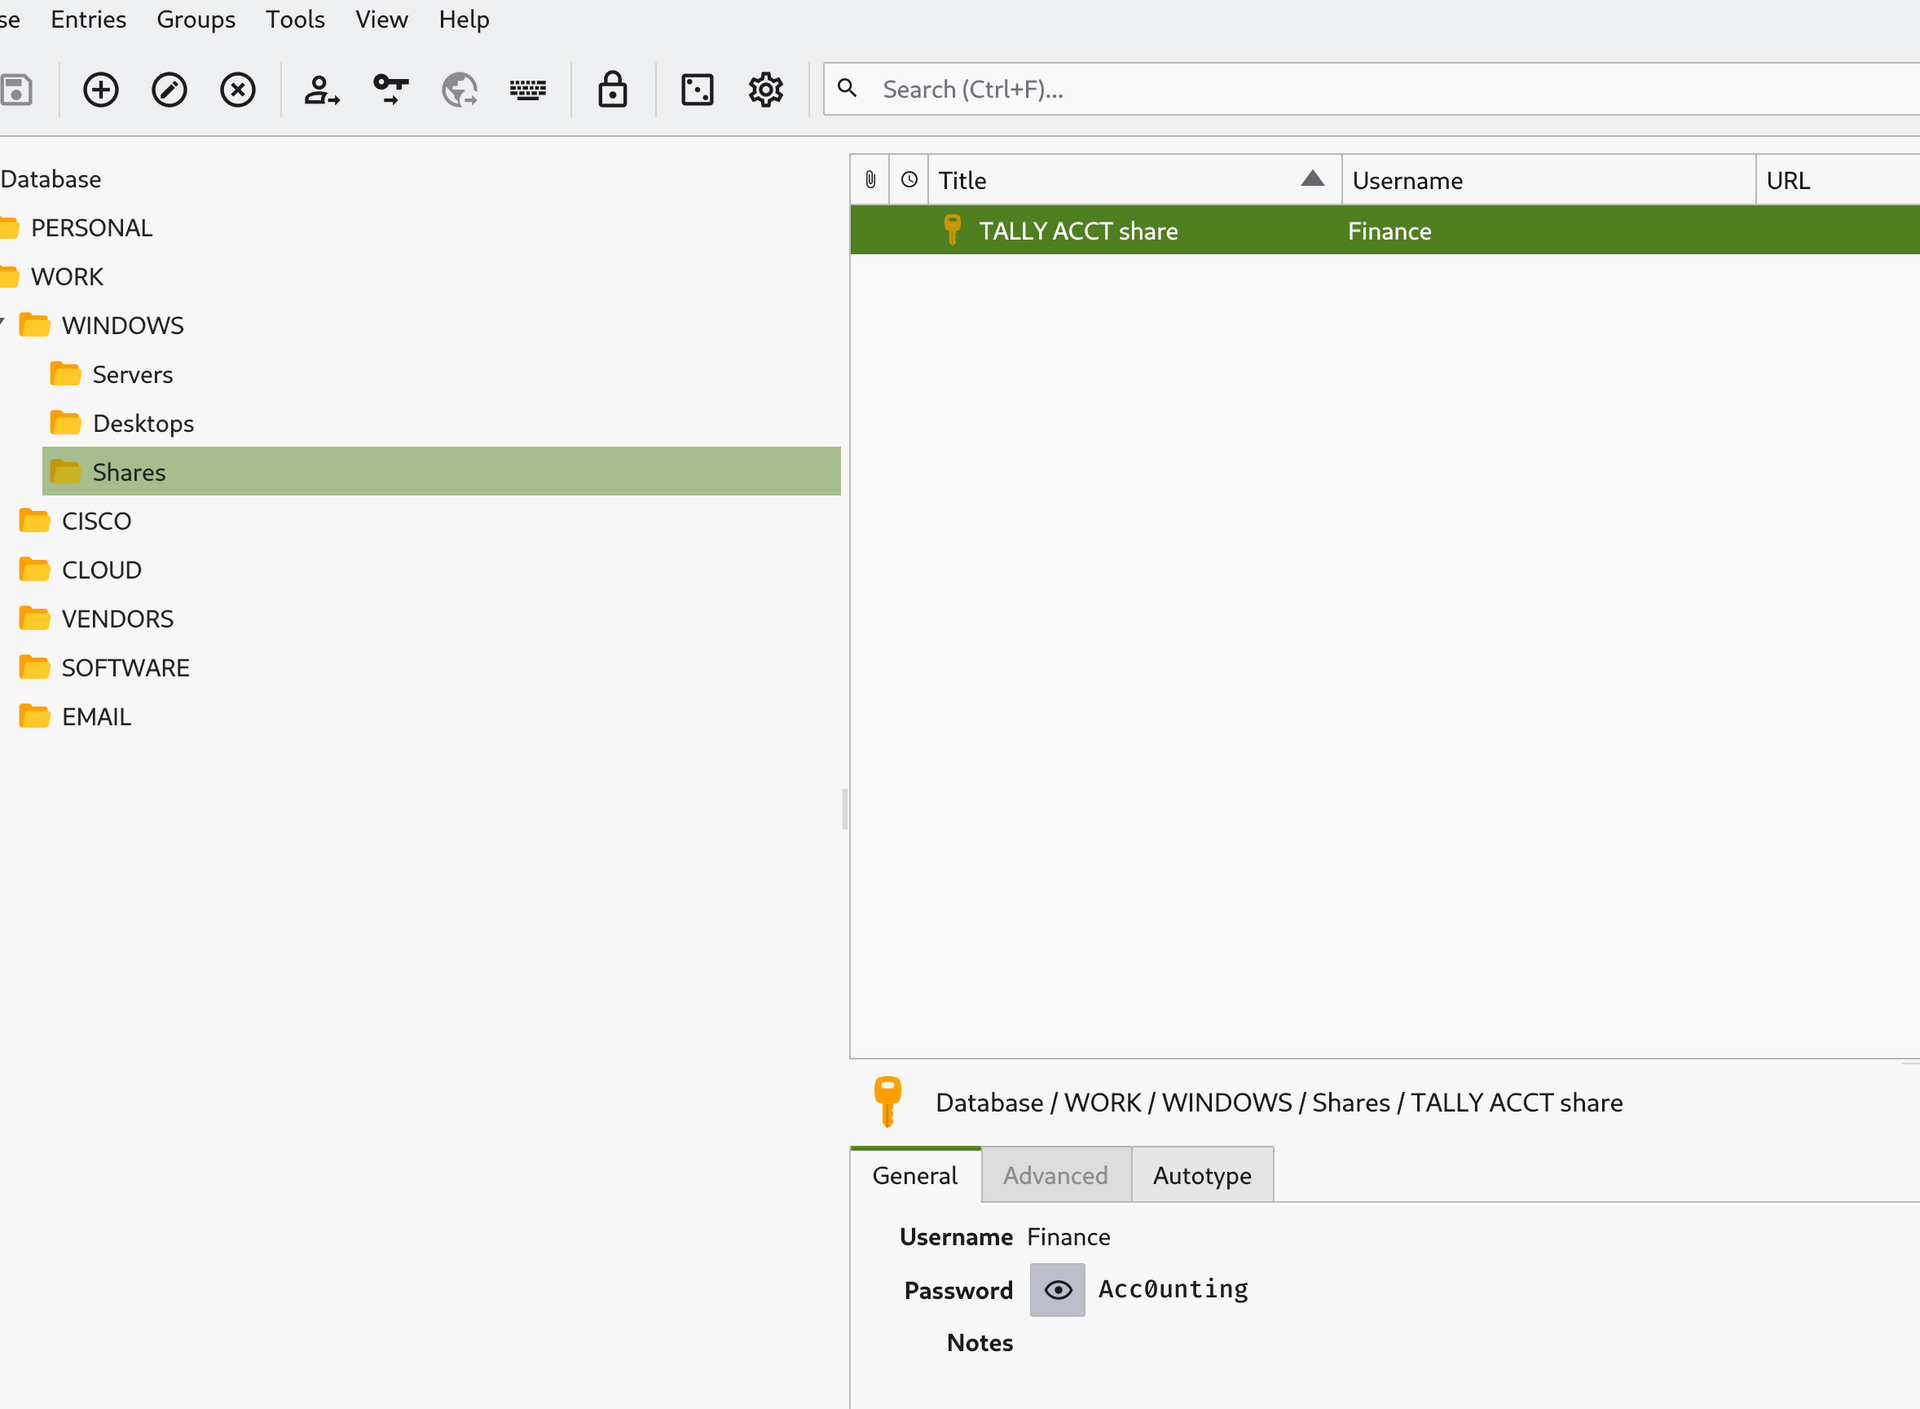 se Entries Groups Tools View Help
Search (Ctrl+F)...
Database
PERSONAL
WORK
WINDOWS
Servers
Desktops
Shares
CISCO
CLOUD
VENDORS
SOFTWARE
EMAIL
Title Username URL
TALLY ACCT share Finance
Database / WORK / WINDOWS / Shares / TALLY ACCT share
General Advanced Autotype
Username Finance
Password Acc0unting
Notes